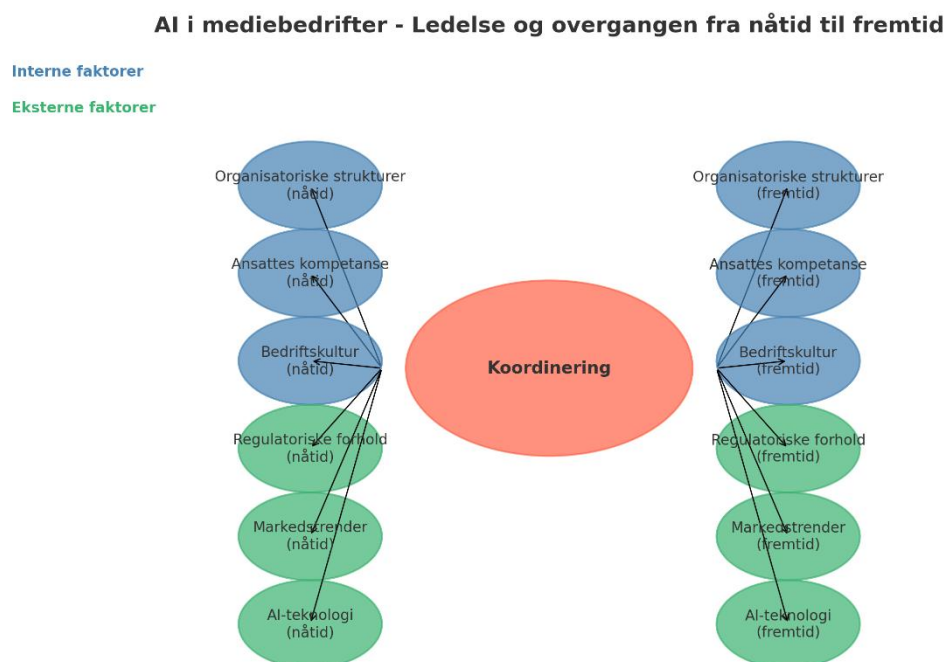 AI i mediebedrifter - Ledelse og overgangen fra nåtid til fremtid
Interne faktorer
Eksterne faktorer
Organisatoriske strukturer
(nåtid)
Ansattes kompetanse
(nåtid)
Bedriftskultur
(nåtid)
Regulatoriske forhold
(nåtid)
Markedstrender
(nåtid)
AI-teknologi
(nåtid)
Koordinering
Organisatoriske strukturer
(fremtid)
Ansattes kompetanse
(fremtid)
Bedriftskultur
(fremtid)
Regulatoriske forhold
(fremtid)
Markedstrender
(fremtid)
AI-teknologi
(fremtid)